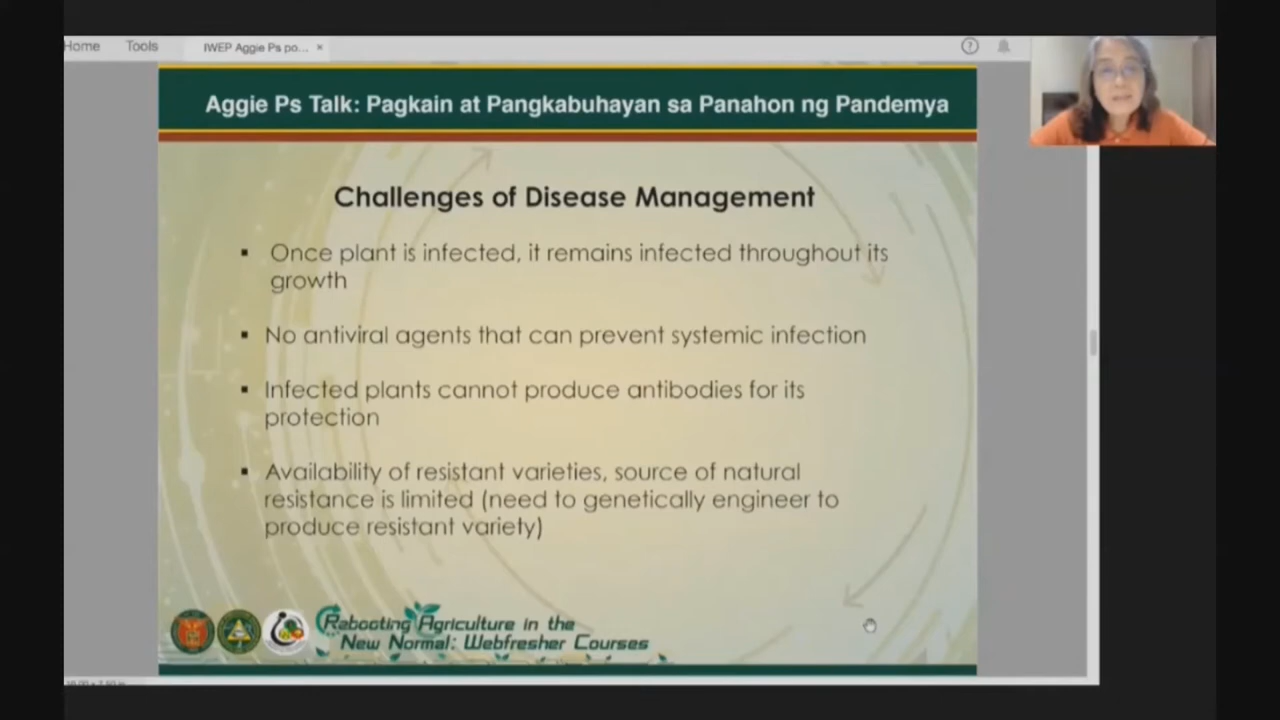 Home Tools IWEP Aggie Ps po... ×
Aggie Ps Talk: Pagkain at Pangkabuhayan sa Panahon ng Pandemya
Challenges of Disease Management
▪ Once plant is infected, it remains infected throughout its
growth
▪ No antiviral agents that can prevent systemic infection
▪ Infected plants cannot produce antibodies for its
protection
▪ Availability of resistant varieties, source of natural
resistance is limited (need to genetically engineer to
produce resistant variety)
Rebooting Agriculture in the
New Normal: Webfresher Courses